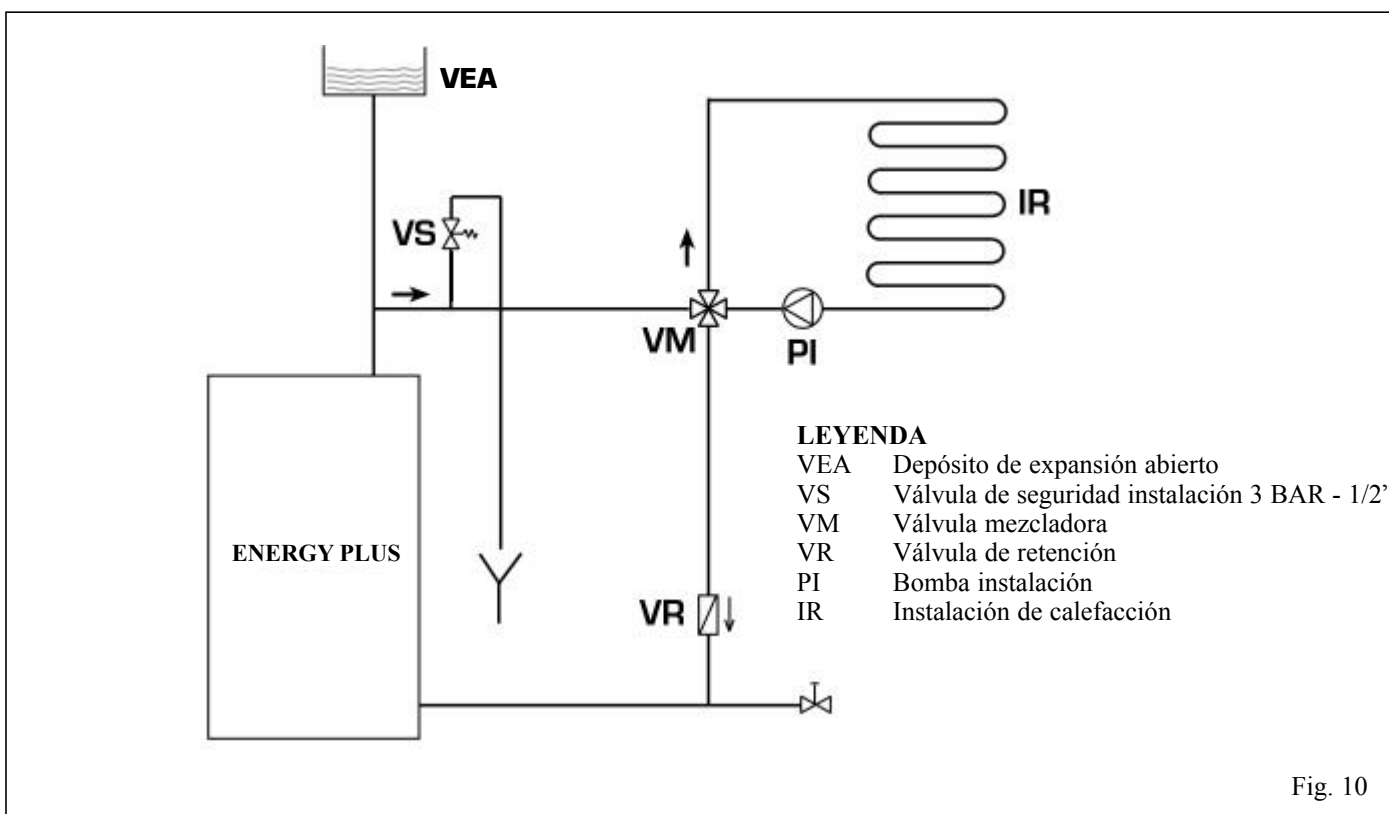 VEA
VS
IR
VM
PI
LEYENDA
VEA Depósito de expansión abierto
VS Válvula de seguridad instalación 3 BAR - 1/2’
VM Válvula mezcladora
VR Válvula de retención
PI Bomba instalación
IR Instalación de calefacción
ENERGY PLUS
VR
Fig. 10